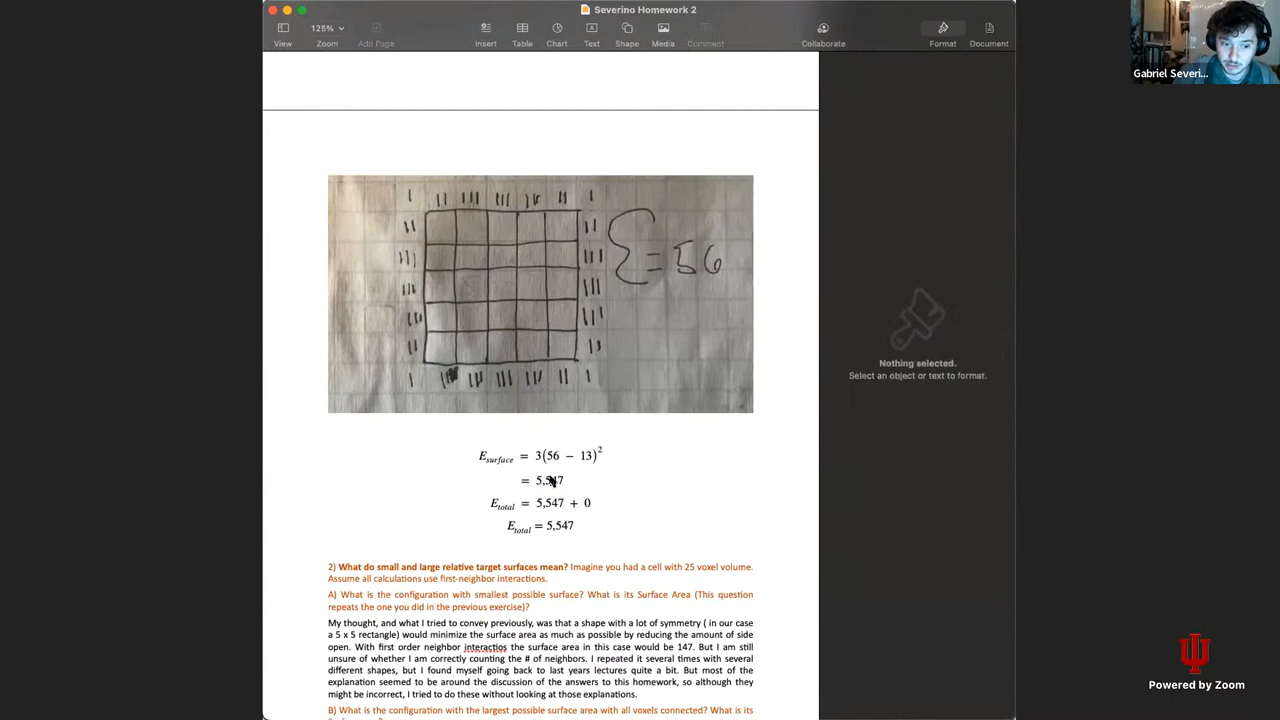 Severino Homework 2
View
125%
Zoom
Add Page
Insert
Table
Chart
Text
Shape
Media
Comment
Collaborate
Format
Document
Gabriel Severi...
Σ = 56
Nothing selected.
Select an object or text to format.
E surface = 3(56 − 13)²
= 5,547
E total = 5,547 + 0
E total = 5,547
2) What do small and large relative target surfaces mean? Imagine you had a cell with 25 voxel volume.
Assume all calculations use first-neighbor interactions.
A) What is the configuration with smallest possible surface? What is its Surface Area (This question
repeats the one you did in the previous exercise)?
My thought, and what I tried to convey previously, was that a shape with a lot of symmetry ( in our case
a 5 x 5 rectangle) would minimize the surface area as much as possible by reducing the amount of side
open. With first order neighbor interactios the surface area in this case would be 147. But I am still
unsure of whether I am correctly counting the # of neighbors. I repeated it several times with several
different shapes, but I found myself going back to last years lectures quite a bit. But most of the
explanation seemed to be around the discussion of the answers to this homework, so although they
might be incorrect, I tried to do these without looking at those explanations.
B) What is the configuration with the largest possible surface area with all voxels connected? What is its
Powered by Zoom